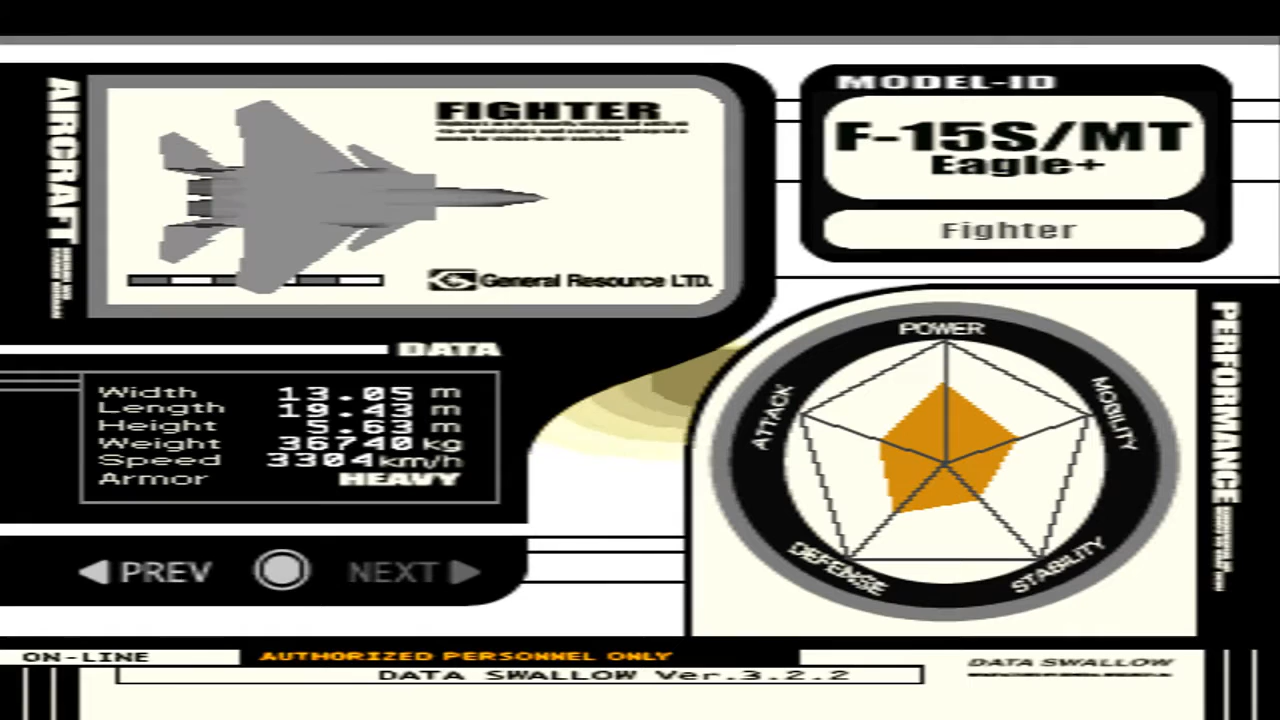 AIRCRAFT
FIGHTER
General Resource LTD.
MODEL-ID
F-15S/MT
Eagle+
Fighter
DATA
Width 13.05 m
Length 19.43 m
Height 5.63 m
Weight 36740 kg
Speed 3304 km/h
Armor HEAVY
PREV
NEXT
PERFORMANCE
POWER
MOBILITY
STABILITY
DEFENSE
ATTACK
ON-LINE
AUTHORIZED PERSONNEL ONLY
DATA SWALLOW Ver.3.2.2
DATA SWALLOW